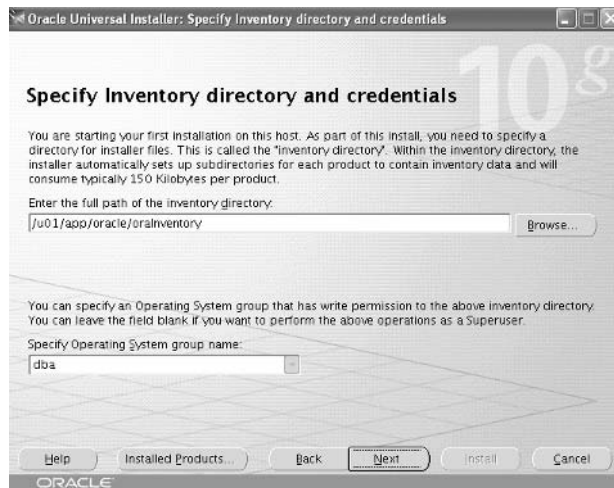 Oracle Universal Installer: Specify Inventory directory and credentials
10g
Specify Inventory directory and credentials
You are starting your first installation on this host. As part of this install, you need to specify a
directory for installer files. This is called the "inventory directory". Within the inventory directory, the
installer automatically sets up subdirectories for each product to contain inventory data and will
consume typically 150 Kilobytes per product.
Enter the full path of the inventory directory:
/u01/app/oracle/oraInventory
Browse...
You can specify an Operating System group that has write permission to the above inventory directory.
You can leave the field blank if you want to perform the above operations as a Superuser.
Specify Operating System group name:
dba
Help
Installed Products...
Back
Next
Install
Cancel
ORACLE